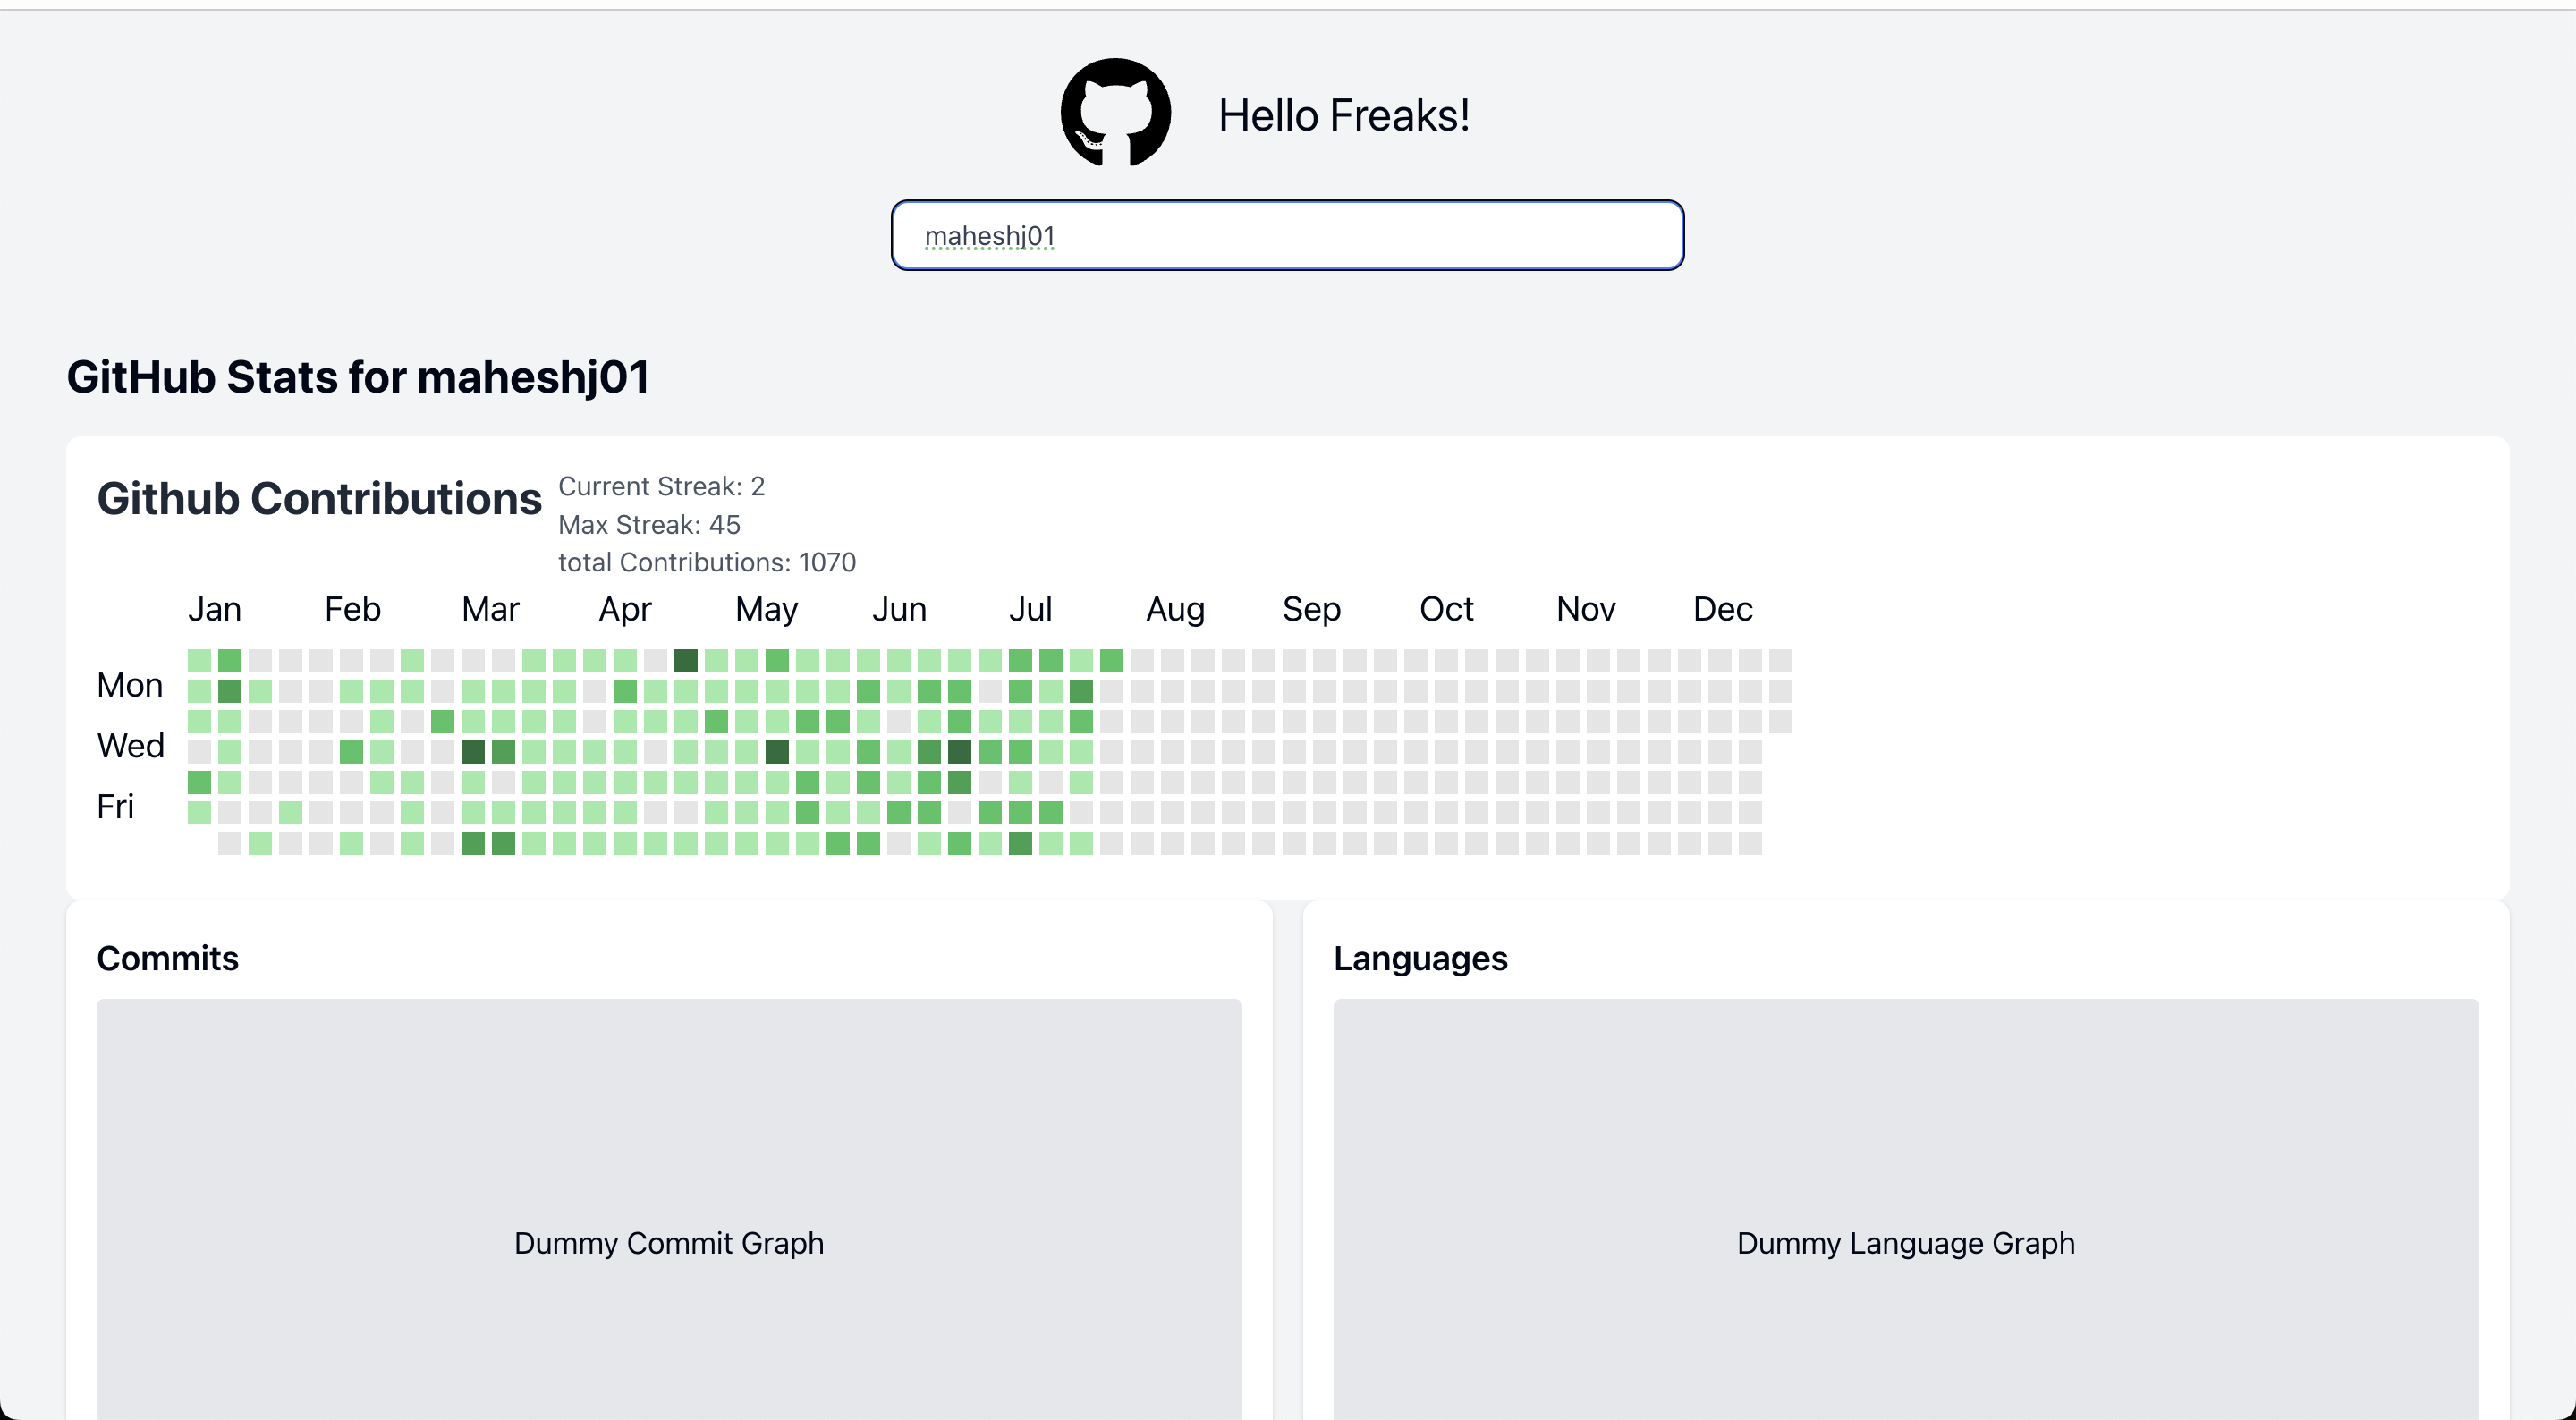 Hello Freaks!
maheshj01
GitHub Stats for maheshj01
Github Contributions
Current Streak: 2
Max Streak: 45
total Contributions: 1070
Jan Feb Mar Apr May Jun Jul Aug Sep Oct Nov Dec
Mon
Wed
Fri
Commits
Dummy Commit Graph
Languages
Dummy Language Graph